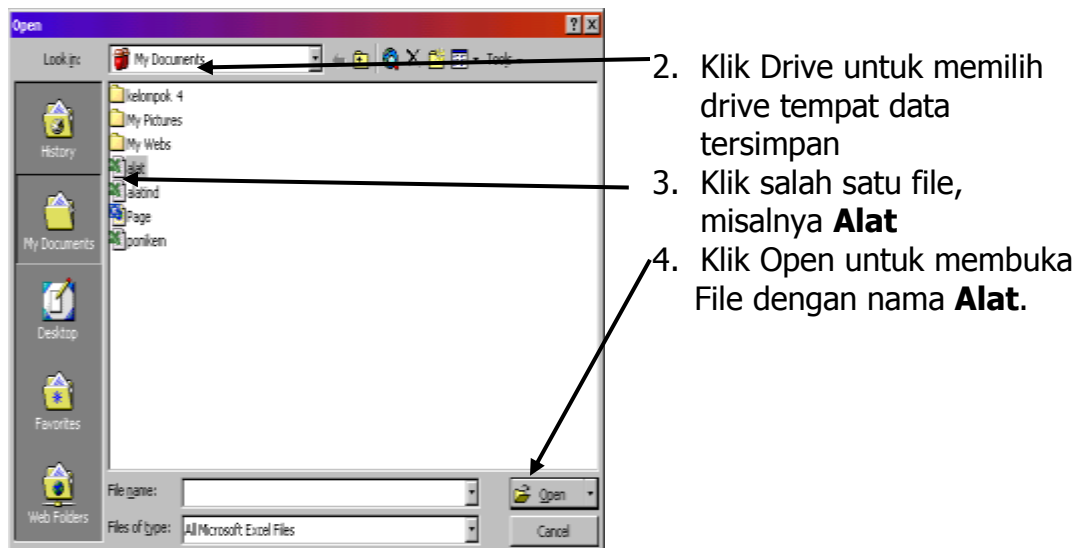 Open
Look in:
My Documents
Tools
History
My Documents
Desktop
Favorites
Web Folders
kelompok 4
My Pictures
My Webs
alat
alatind
Page
ponikem
File name:
Open
Files of type:
All Microsoft Excel Files
Cancel
2. Klik Drive untuk memilih
drive tempat data
tersimpan
3. Klik salah satu file,
misalnya Alat
4. Klik Open untuk membuka
File dengan nama Alat.